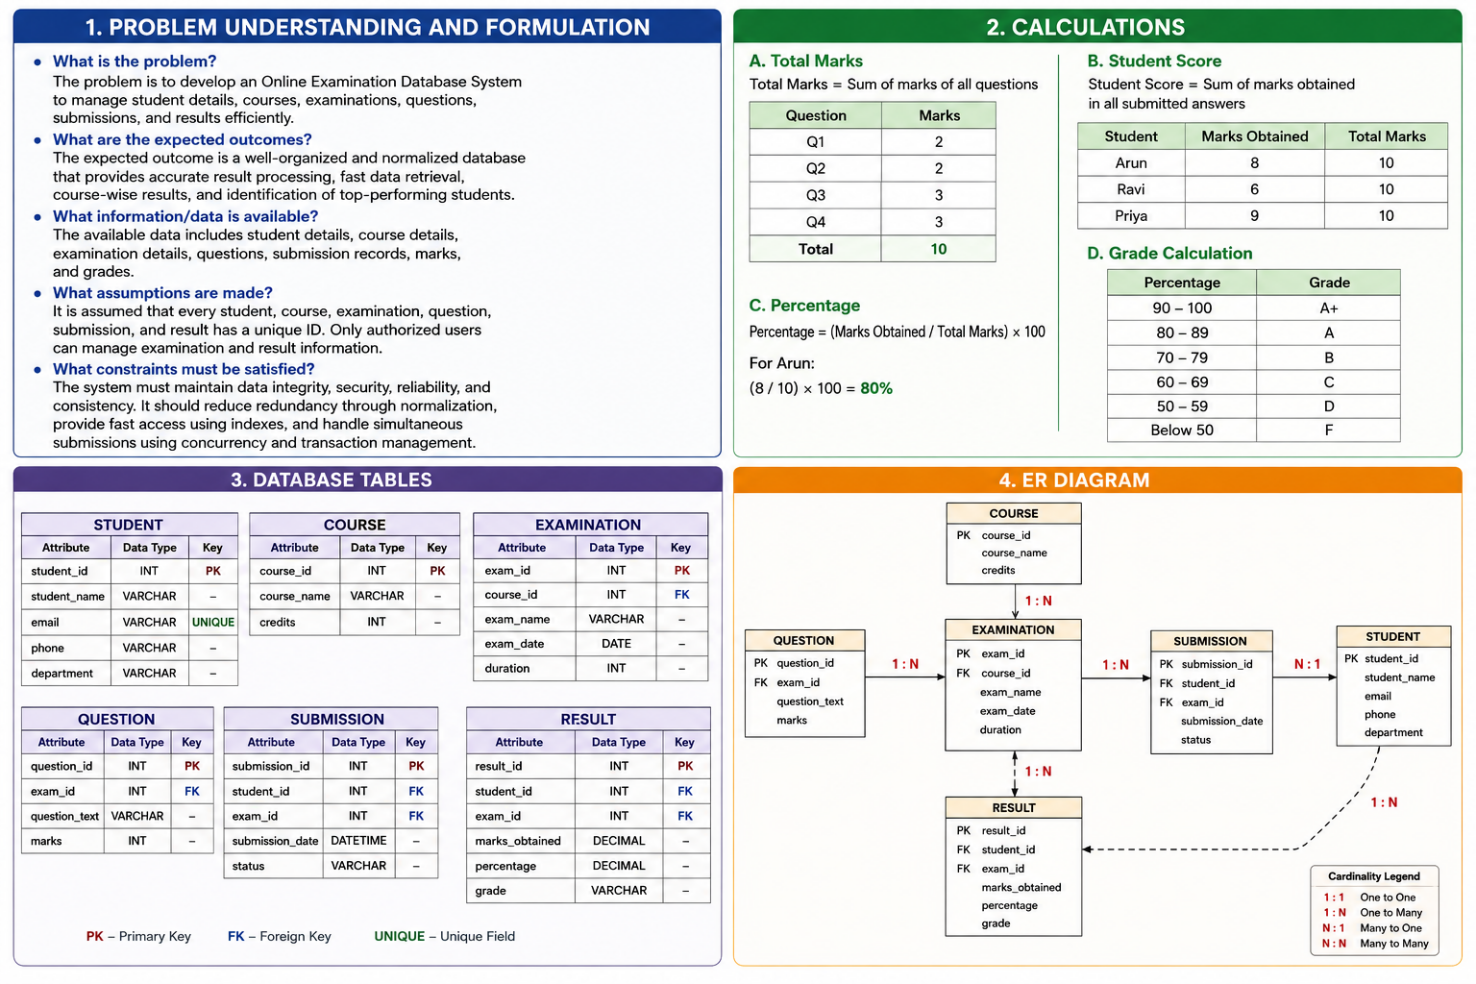 1. PROBLEM UNDERSTANDING AND FORMULATION
• What is the problem?
The problem is to develop an Online Examination Database System
to manage student details, courses, examinations, questions,
submissions, and results efficiently.
• What are the expected outcomes?
The expected outcome is a well-organized and normalized database
that provides accurate result processing, fast data retrieval,
course-wise results, and identification of top-performing students.
• What information/data is available?
The available data includes student details, course details,
examination details, questions, submission records, marks,
and grades.
• What assumptions are made?
It is assumed that every student, course, examination, question,
submission, and result has a unique ID. Only authorized users
can manage examination and result information.
• What constraints must be satisfied?
The system must maintain data integrity, security, reliability, and
consistency. It should reduce redundancy through normalization,
provide fast access using indexes, and handle simultaneous
submissions using concurrency and transaction management.
2. CALCULATIONS
A. Total Marks
Total Marks = Sum of marks of all questions
Question Marks
Q1 2
Q2 2
Q3 3
Q4 3
Total 10
C. Percentage
Percentage = (Marks Obtained / Total Marks) × 100
For Arun:
(8 / 10) × 100 = 80%
B. Student Score
Student Score = Sum of marks obtained
in all submitted answers
Student Marks Obtained Total Marks
Arun 8 10
Ravi 6 10
Priya 9 10
D. Grade Calculation
Percentage Grade
90 – 100 A+
80 – 89 A
70 – 79 B
60 – 69 C
50 – 59 D
Below 50 F
3. DATABASE TABLES
STUDENT
Attribute Data Type Key
student_id INT PK
student_name VARCHAR –
email VARCHAR UNIQUE
phone VARCHAR –
department VARCHAR –
COURSE
Attribute Data Type Key
course_id INT PK
course_name VARCHAR –
credits INT –
EXAMINATION
Attribute Data Type Key
exam_id INT PK
course_id INT FK
exam_name VARCHAR –
exam_date DATE –
duration INT –
QUESTION
Attribute Data Type Key
question_id INT PK
exam_id INT FK
question_text VARCHAR –
marks INT –
SUBMISSION
Attribute Data Type Key
submission_id INT PK
student_id INT FK
exam_id INT FK
submission_date DATETIME –
status VARCHAR –
RESULT
Attribute Data Type Key
result_id INT PK
student_id INT FK
exam_id INT FK
marks_obtained DECIMAL –
percentage DECIMAL –
grade VARCHAR –
PK – Primary Key FK – Foreign Key UNIQUE – Unique Field
4. ER DIAGRAM
COURSE
PK course_id
course_name
credits
1 : N
QUESTION
PK question_id
FK exam_id
question_text
marks
1 : N
EXAMINATION
PK exam_id
FK course_id
exam_name
exam_date
duration
1 : N
SUBMISSION
PK submission_id
FK student_id
FK exam_id
submission_date
status
N : 1
STUDENT
PK student_id
student_name
email
phone
department
1 : N
1 : N
RESULT
PK result_id
FK student_id
FK exam_id
marks_obtained
percentage
grade
Cardinality Legend
1 : 1 One to One
1 : N One to Many
N : 1 Many to One
N : N Many to Many